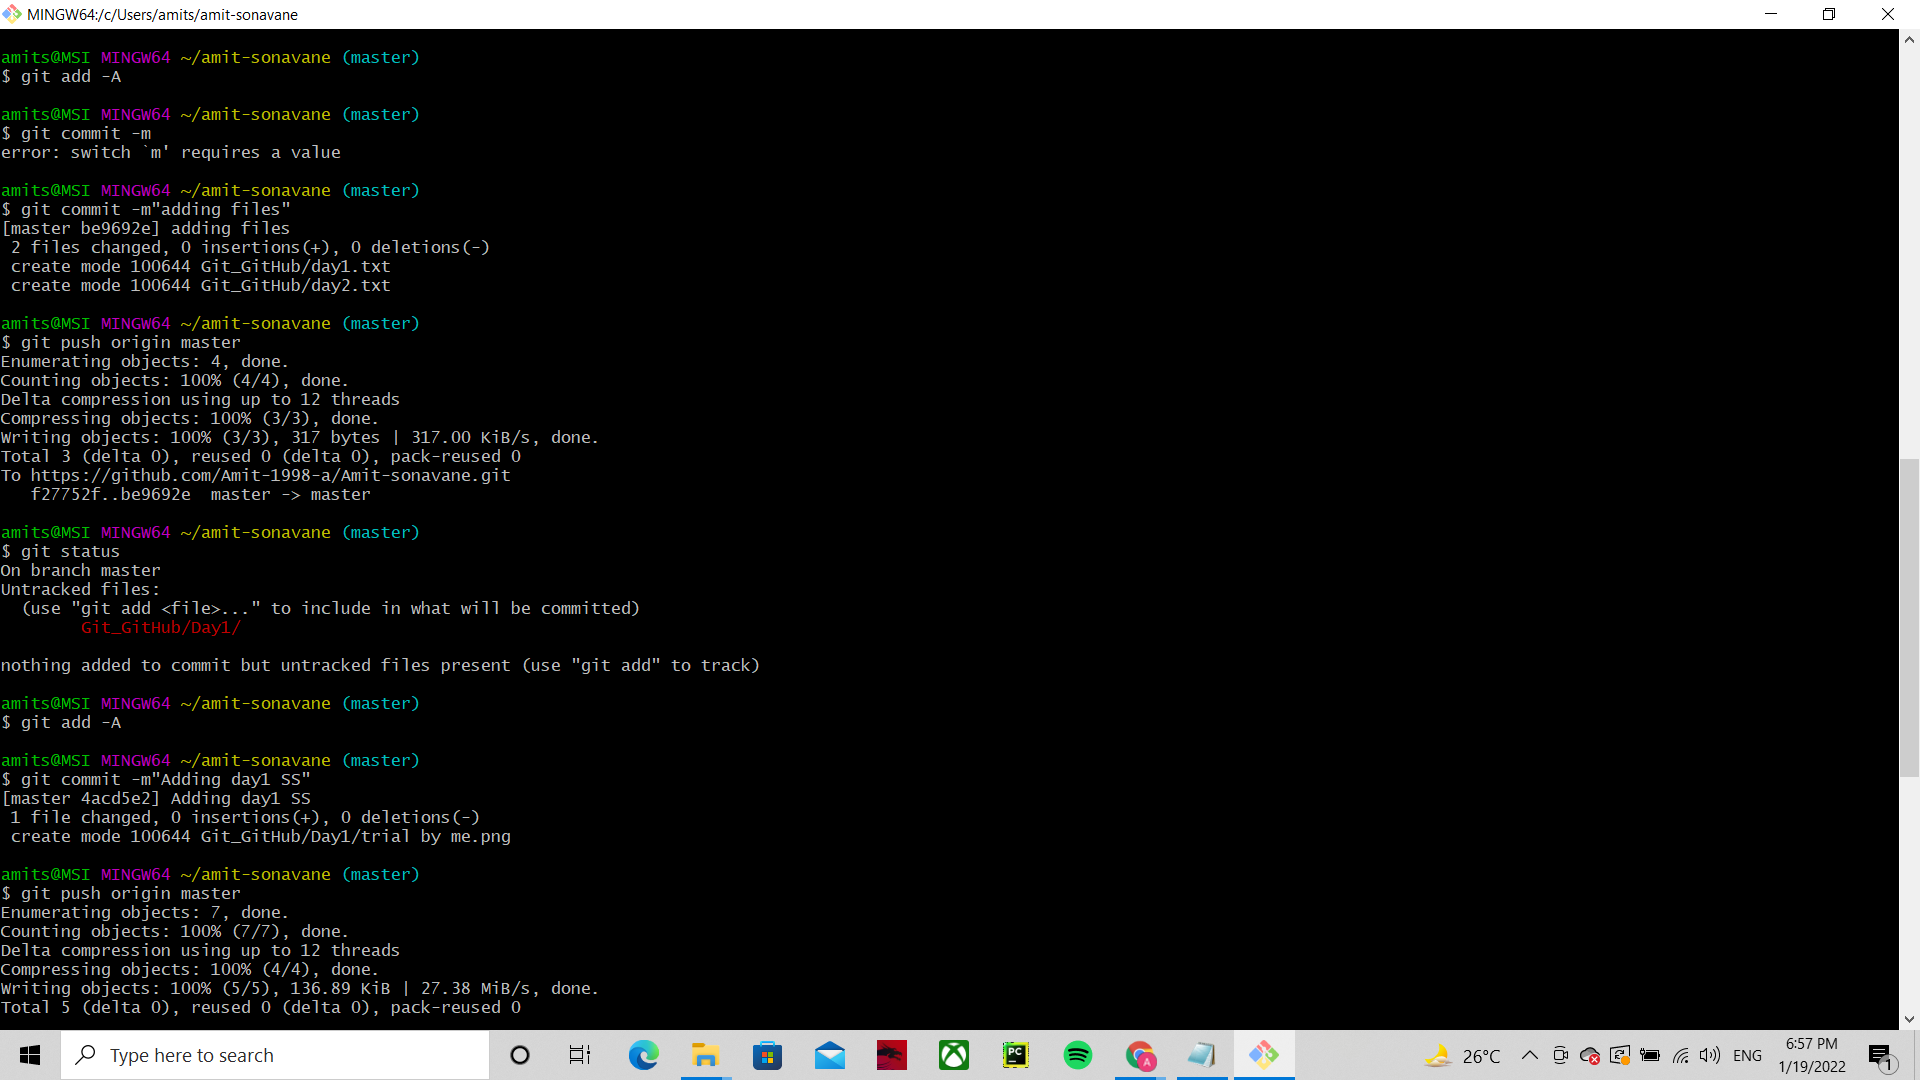 MINGW64:/c/Users/amits/amit-sonavane
amits@MSI MINGW64 ~/amit-sonavane (master)
$ git add -A
amits@MSI MINGW64 ~/amit-sonavane (master)
$ git commit -m
error: switch `m' requires a value
amits@MSI MINGW64 ~/amit-sonavane (master)
$ git commit -m"adding files"
[master be9692e] adding files
 2 files changed, 0 insertions(+), 0 deletions(-)
 create mode 100644 Git_GitHub/day1.txt
 create mode 100644 Git_GitHub/day2.txt
amits@MSI MINGW64 ~/amit-sonavane (master)
$ git push origin master
Enumerating objects: 4, done.
Counting objects: 100% (4/4), done.
Delta compression using up to 12 threads
Compressing objects: 100% (3/3), done.
Writing objects: 100% (3/3), 317 bytes | 317.00 KiB/s, done.
Total 3 (delta 0), reused 0 (delta 0), pack-reused 0
To https://github.com/Amit-1998-a/Amit-sonavane.git
   f27752f..be9692e  master -> master
amits@MSI MINGW64 ~/amit-sonavane (master)
$ git status
On branch master
Untracked files:
  (use "git add <file>..." to include in what will be committed)
        Git_GitHub/Day1/
nothing added to commit but untracked files present (use "git add" to track)
amits@MSI MINGW64 ~/amit-sonavane (master)
$ git add -A
amits@MSI MINGW64 ~/amit-sonavane (master)
$ git commit -m"Adding day1 SS"
[master 4acd5e2] Adding day1 SS
 1 file changed, 0 insertions(+), 0 deletions(-)
 create mode 100644 Git_GitHub/Day1/trial by me.png
amits@MSI MINGW64 ~/amit-sonavane (master)
$ git push origin master
Enumerating objects: 7, done.
Counting objects: 100% (7/7), done.
Delta compression using up to 12 threads
Compressing objects: 100% (4/4), done.
Writing objects: 100% (5/5), 136.89 KiB | 27.38 MiB/s, done.
Total 5 (delta 0), reused 0 (delta 0), pack-reused 0
Type here to search
PC
A
26°C
ENG
6:57 PM
1/19/2022
1